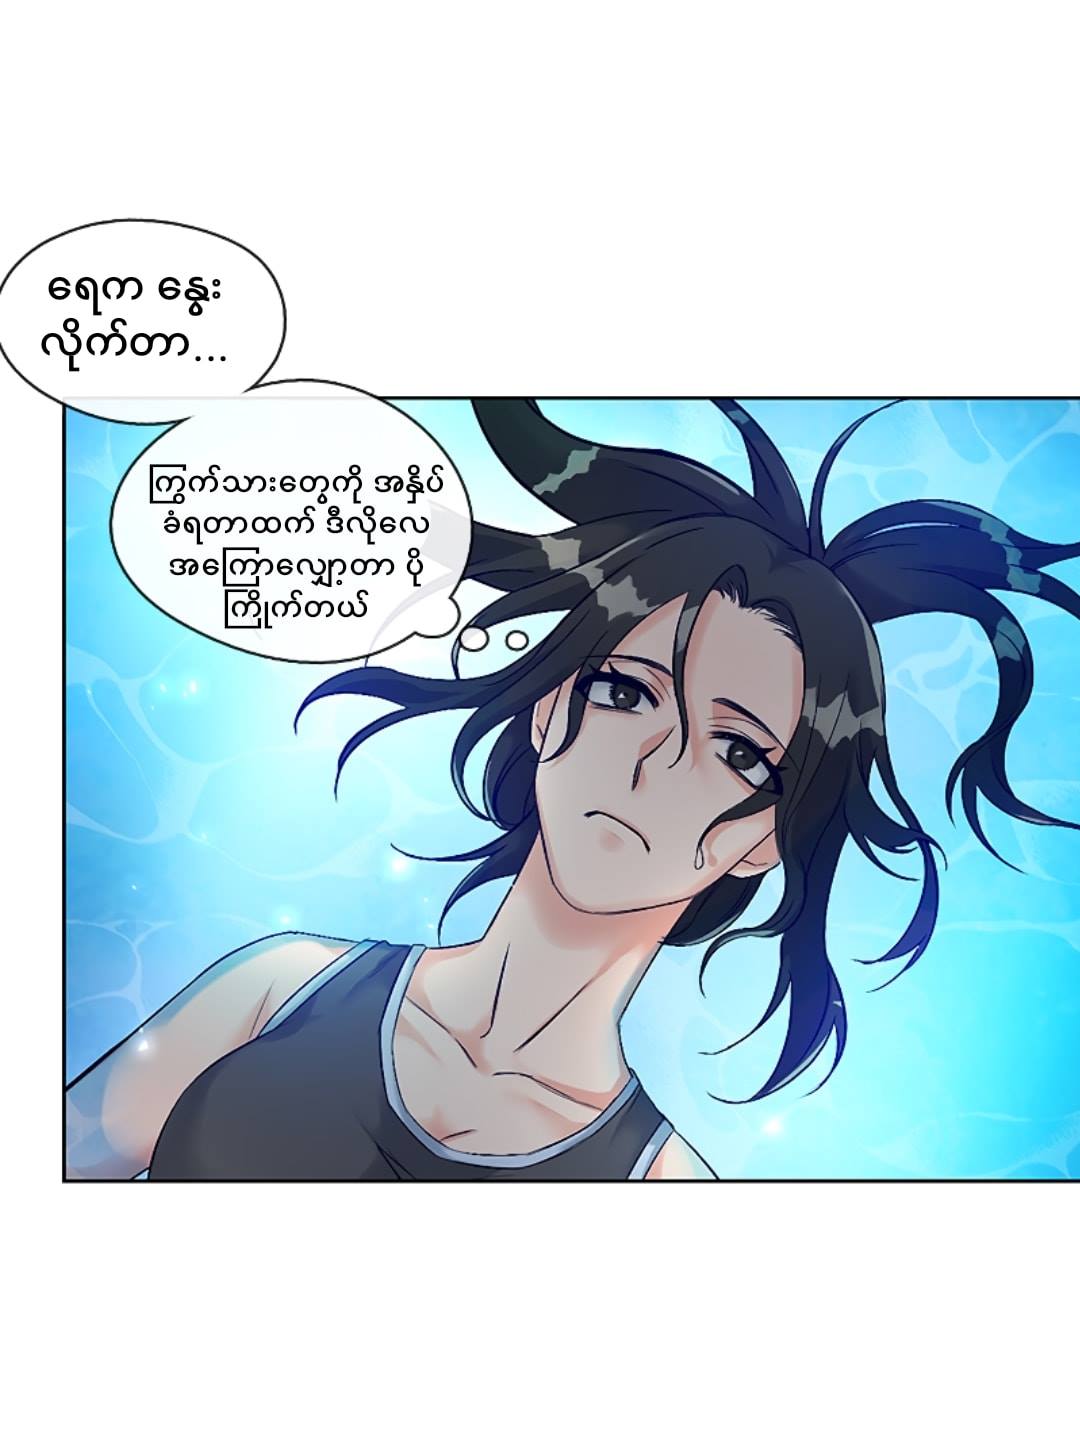 ရေက နွေး
လိုက်တာ...
ကြွက်သားတွေကို အနှိပ်
ခံရတာထက် ဒီလိုလေ
အကြောလျှော့တာ ပို
ကြိုက်တယ်